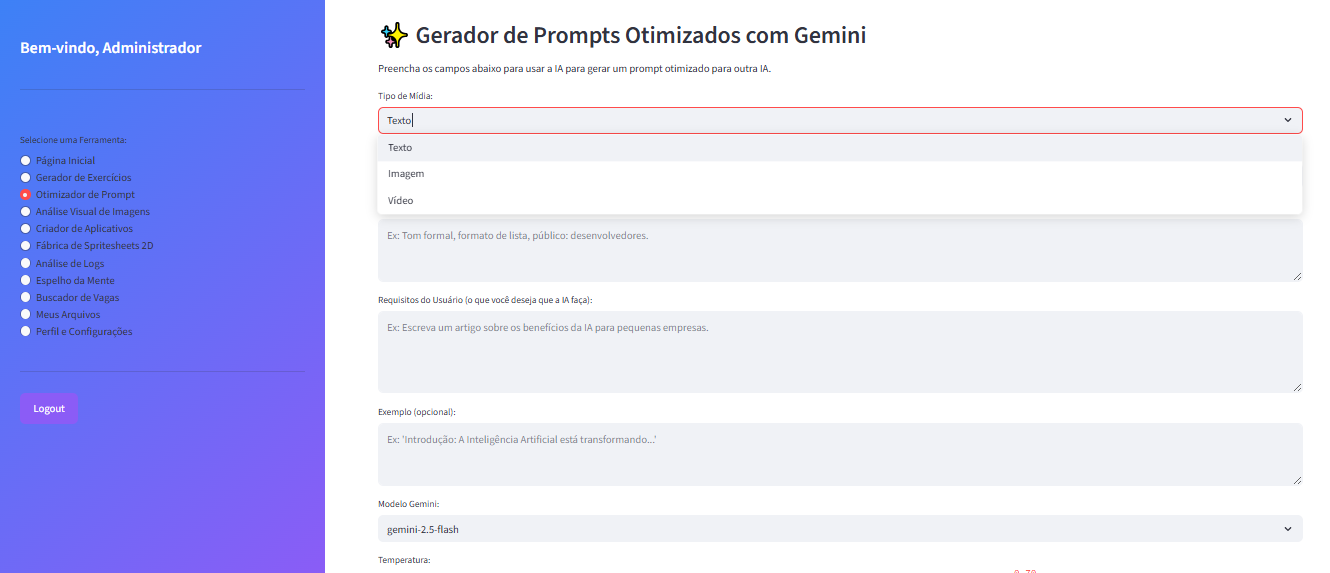 Bem-vindo, Administrador
Selecione uma Ferramenta:
Página Inicial
Gerador de Exercícios
Otimizador de Prompt
Análise Visual de Imagens
Criador de Aplicativos
Fábrica de Spritesheets 2D
Análise de Logs
Espelho da Mente
Buscador de Vagas
Meus Arquivos
Perfil e Configurações
Logout
Gerador de Prompts Otimizados com Gemini
Preencha os campos abaixo para usar a IA para gerar um prompt otimizado para outra IA.
Tipo de Mídia:
Texto
Texto
Imagem
Vídeo
Ex: Tom formal, formato de lista, público: desenvolvedores.
Requisitos do Usuário (o que você deseja que a IA faça):
Ex: Escreva um artigo sobre os benefícios da IA para pequenas empresas.
Exemplo (opcional):
Ex: 'Introdução: A Inteligência Artificial está transformando...'
Modelo Gemini:
gemini-2.5-flash
Temperatura: